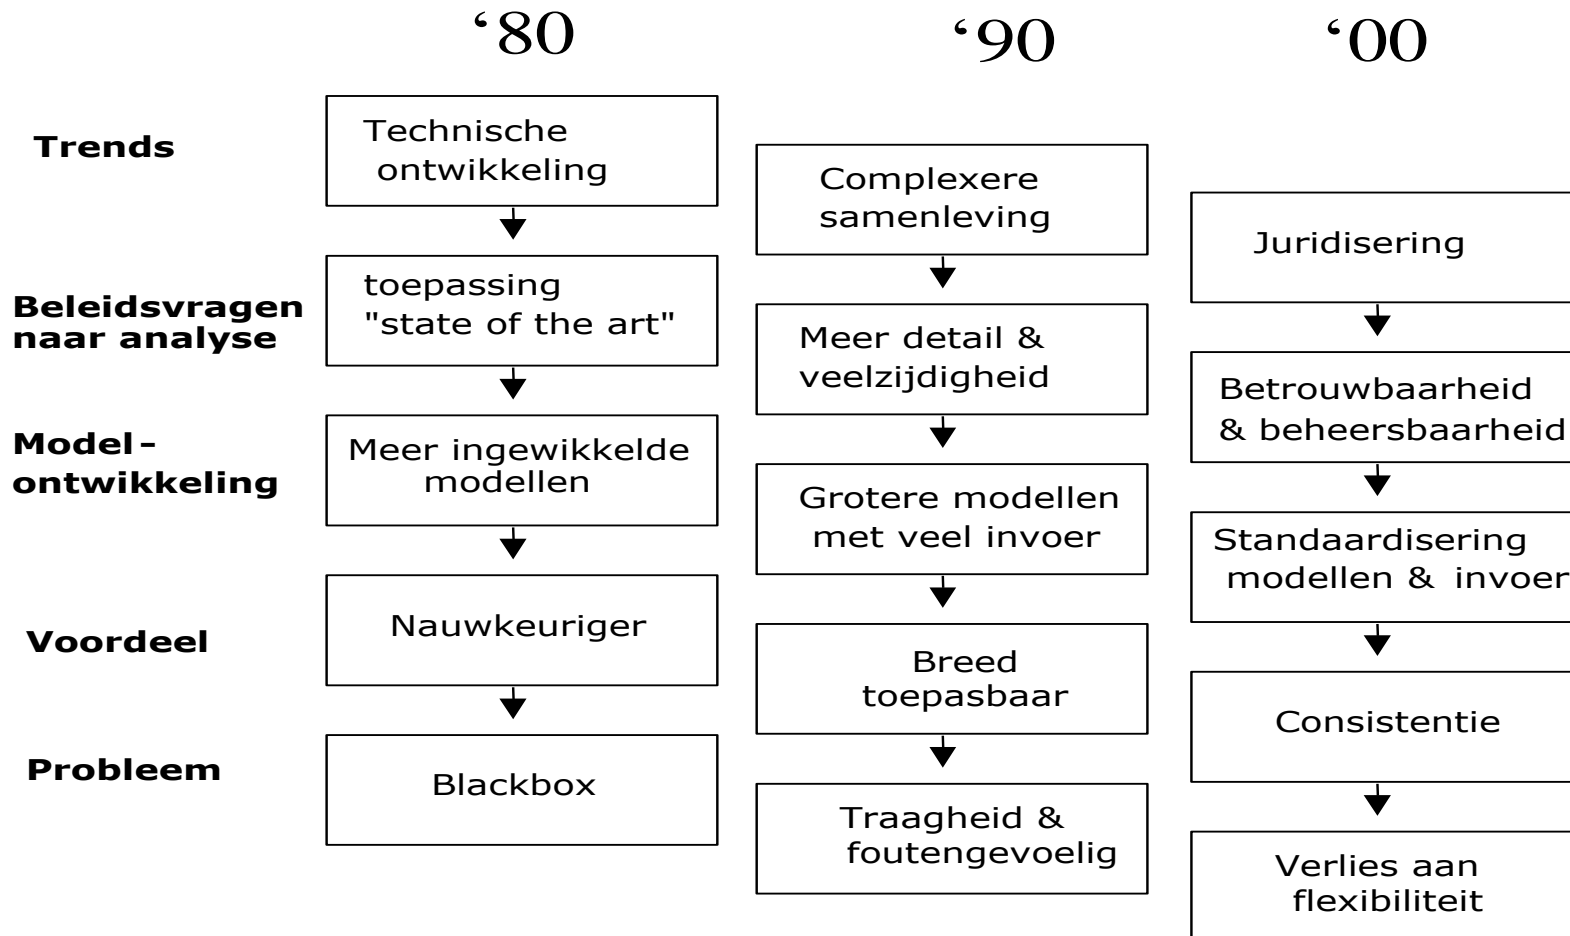 ‘80
‘90
‘00
Trends
Technische
ontwikkeling
Complexere
samenleving
Juridisering
Beleidsvragen
naar analyse
toepassing
"state of the art"
Meer detail &
veelzijdigheid
Betrouwbaarheid
& beheersbaarheid
Model-
ontwikkeling
Meer ingewikkelde
modellen
Grotere modellen
met veel invoer
Standaardisering
modellen & invoer
Voordeel
Nauwkeuriger
Breed
toepasbaar
Consistentie
Probleem
Blackbox
Traagheid &
foutengevoelig
Verlies aan
flexibiliteit